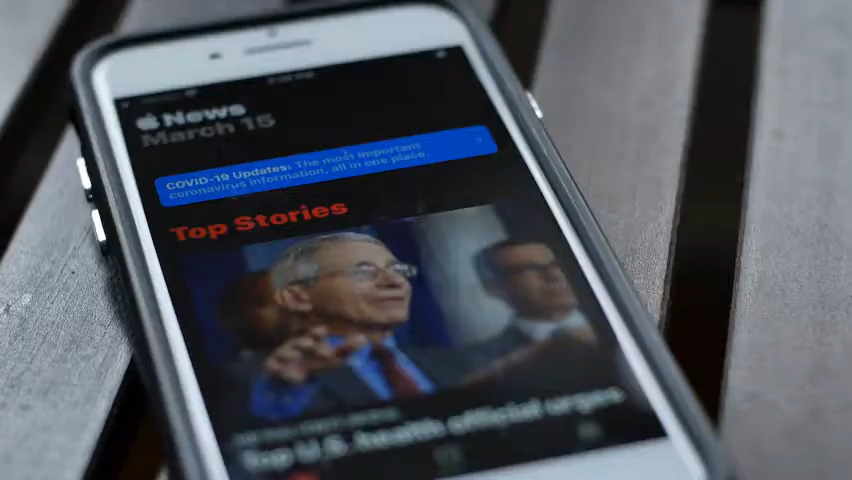 News
March 15
COVID-19 Updates: The most important
coronavirus information, all in one place.
Top Stories
Top U.S. health official urges